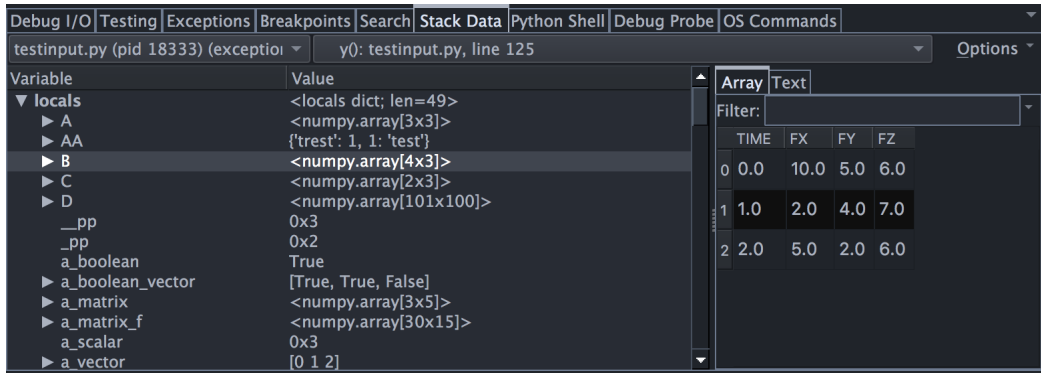 Debug I/O Testing Exceptions Breakpoints Search Stack Data Python Shell Debug Probe OS Commands
testinput.py (pid 18333) (exceptio y(): testinput.py, line 125 Options
Variable Value
locals <locals dict; len=49>
A <numpy.array[3x3]>
AA {'trest': 1, 1: 'test'}
B <numpy.array[4x3]>
C <numpy.array[2x3]>
D <numpy.array[101x100]>
__pp 0x3
_pp 0x2
a_boolean True
a_boolean_vector [True, True, False]
a_matrix <numpy.array[3x5]>
a_matrix_f <numpy.array[30x15]>
a_scalar 0x3
a_vector [0 1 2]
Array Text
Filter:
TIME FX FY FZ
0 0.0 10.0 5.0 6.0
1 1.0 2.0 4.0 7.0
2 2.0 5.0 2.0 6.0